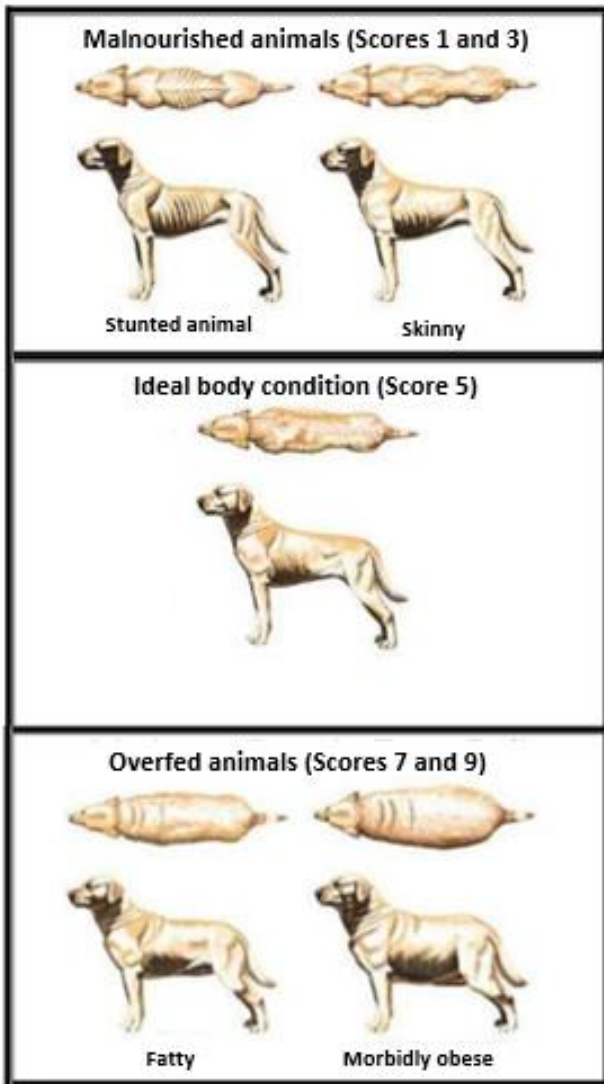 Malnourished animals (Scores 1 and 3)
Stunted animal
Skinny
Ideal body condition (Score 5)
Overfed animals (Scores 7 and 9)
Fatty
Morbidly obese